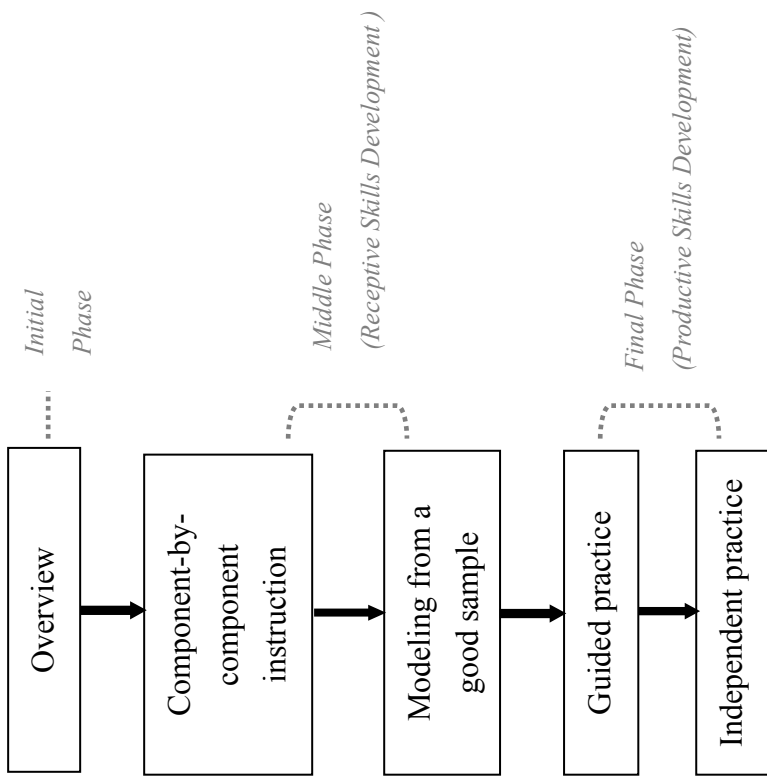 Overview
Initial
Phase
Component-by-
component
instruction
Middle Phase
(Receptive Skills Development)
Modeling from a
good sample
Guided practice
Final Phase
(Productive Skills Development)
Independent practice